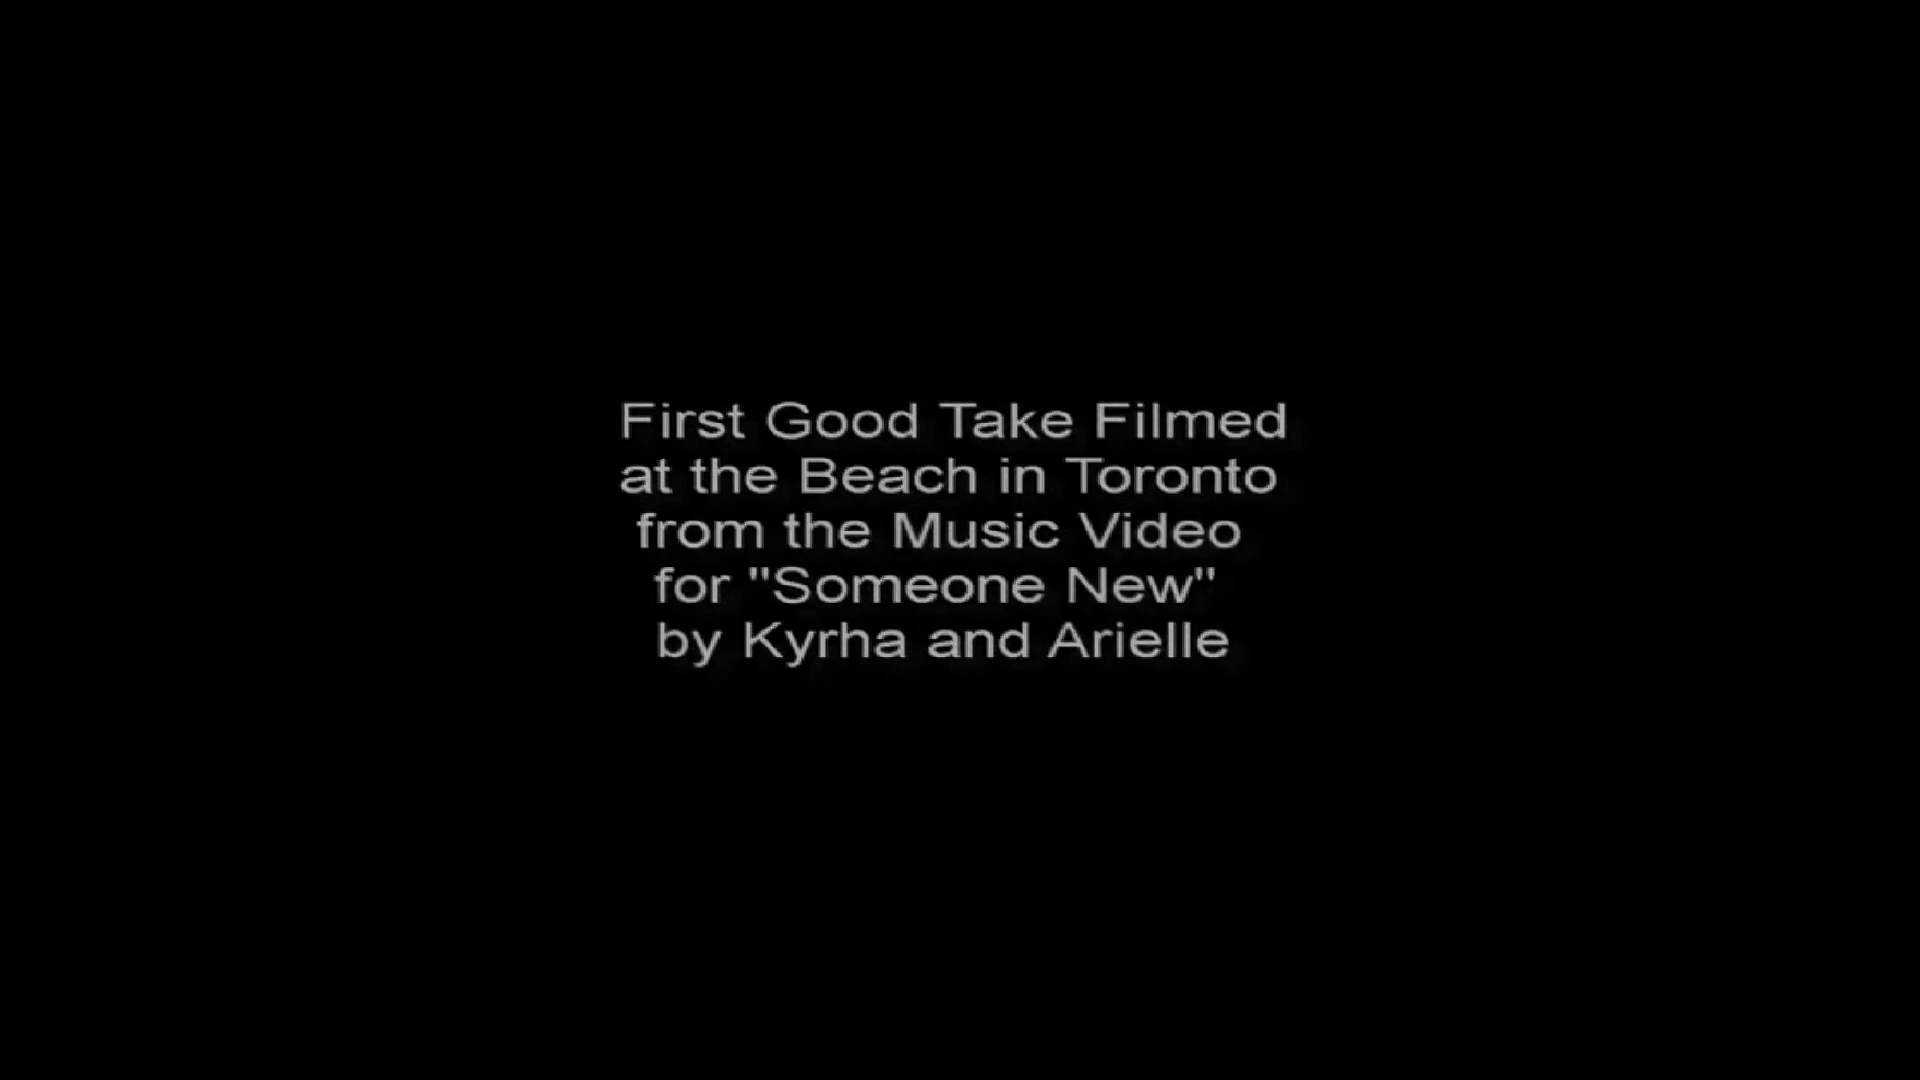 First Good Take Filmed
at the Beach in Toronto
from the Music Video
for "Someone New"
by Kyrha and Arielle